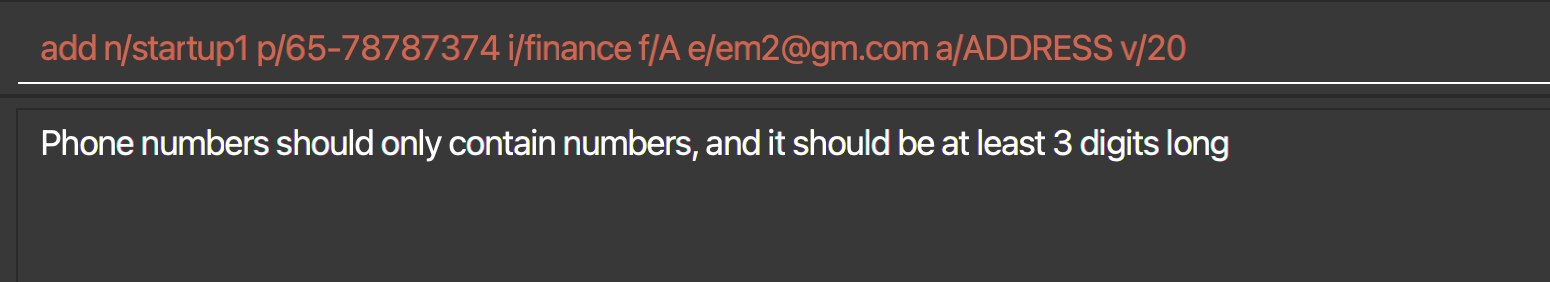 add n/startup1 p/65-78787374 i/finance f/A e/em2@gm.com a/ADDRESS v/20
Phone numbers should only contain numbers, and it should be at least 3 digits long